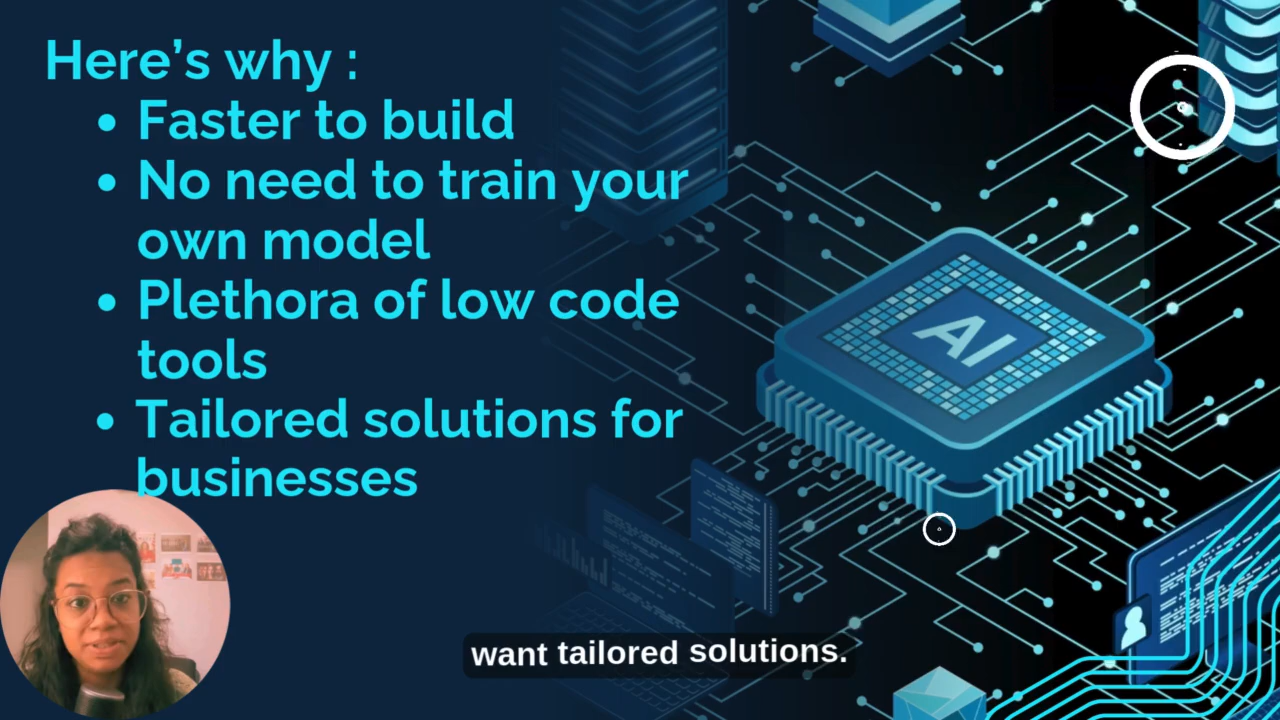 Here’s why :
• Faster to build
• No need to train your
own model
• Plethora of low code
tools
• Tailored solutions for
businesses
AI
want tailored solutions.